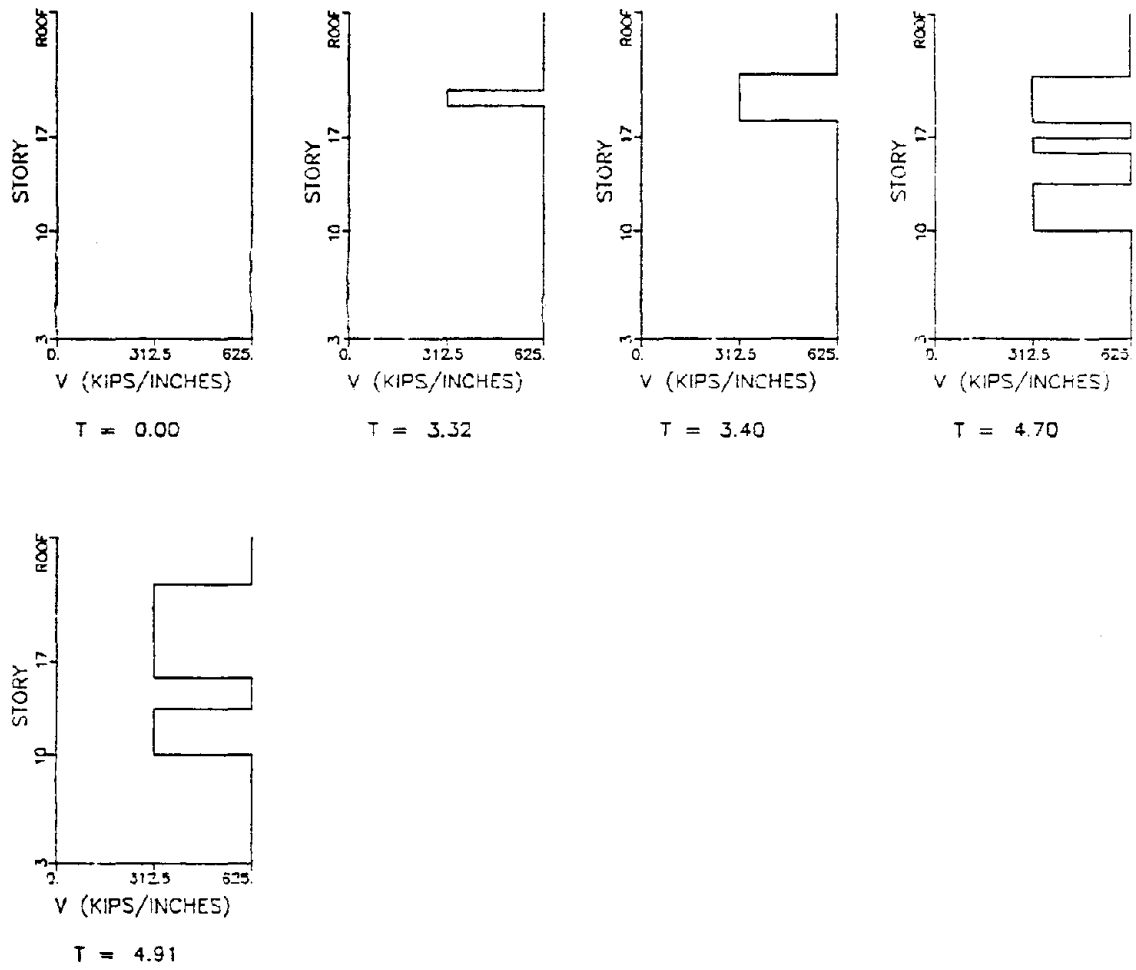 ROOF
17
STORY
10
3
0. 312.5 625.
V (KIPS/INCHES)
T = 0.00
ROOF
17
STORY
10
3
0. 312.5 625.
V (KIPS/INCHES)
T = 3.32
ROOF
17
STORY
10
3
0. 312.5 625.
V (KIPS/INCHES)
T = 3.40
ROOF
17
STORY
10
3
0. 312.5 625.
V (KIPS/INCHES)
T = 4.70
ROOF
17
STORY
10
3
0. 312.5 625.
V (KIPS/INCHES)
T = 4.91